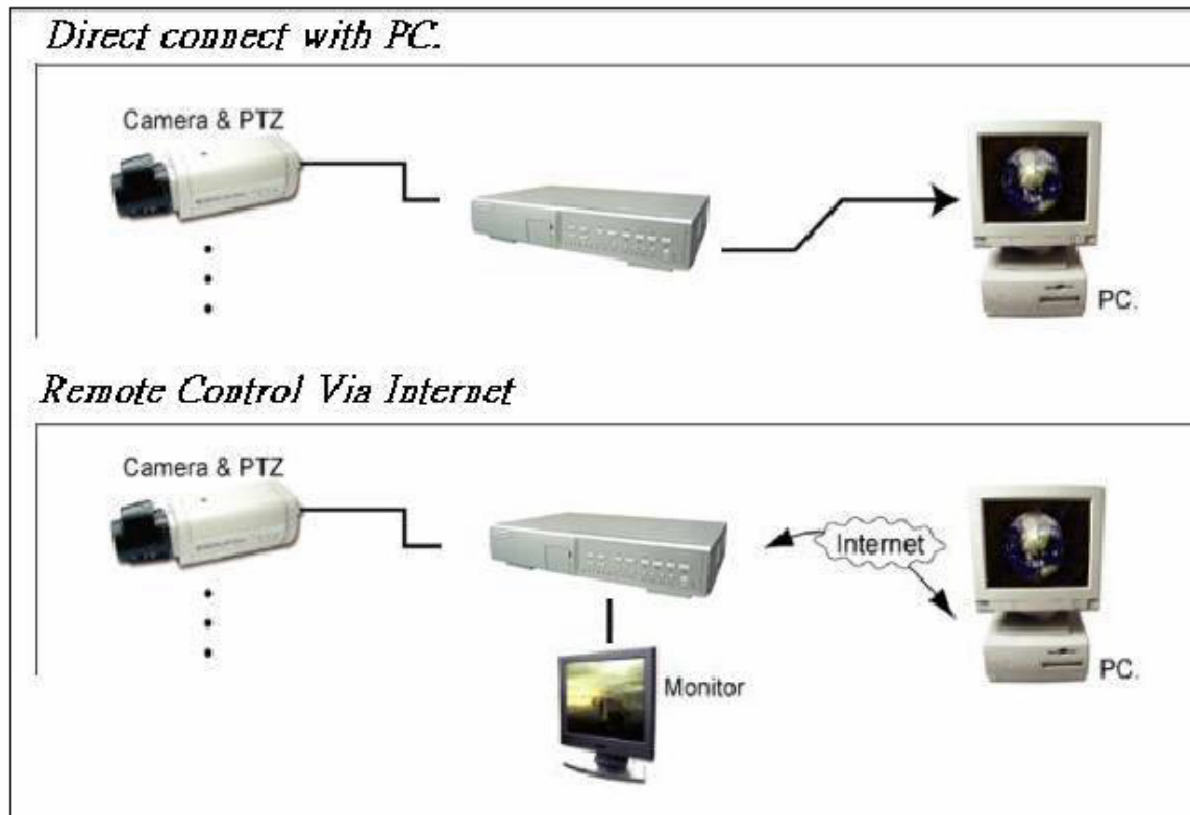 Direct connect with PC.
Camera & PTZ
PC.
Remote Control Via Internet
Camera & PTZ
Internet
PC.
Monitor